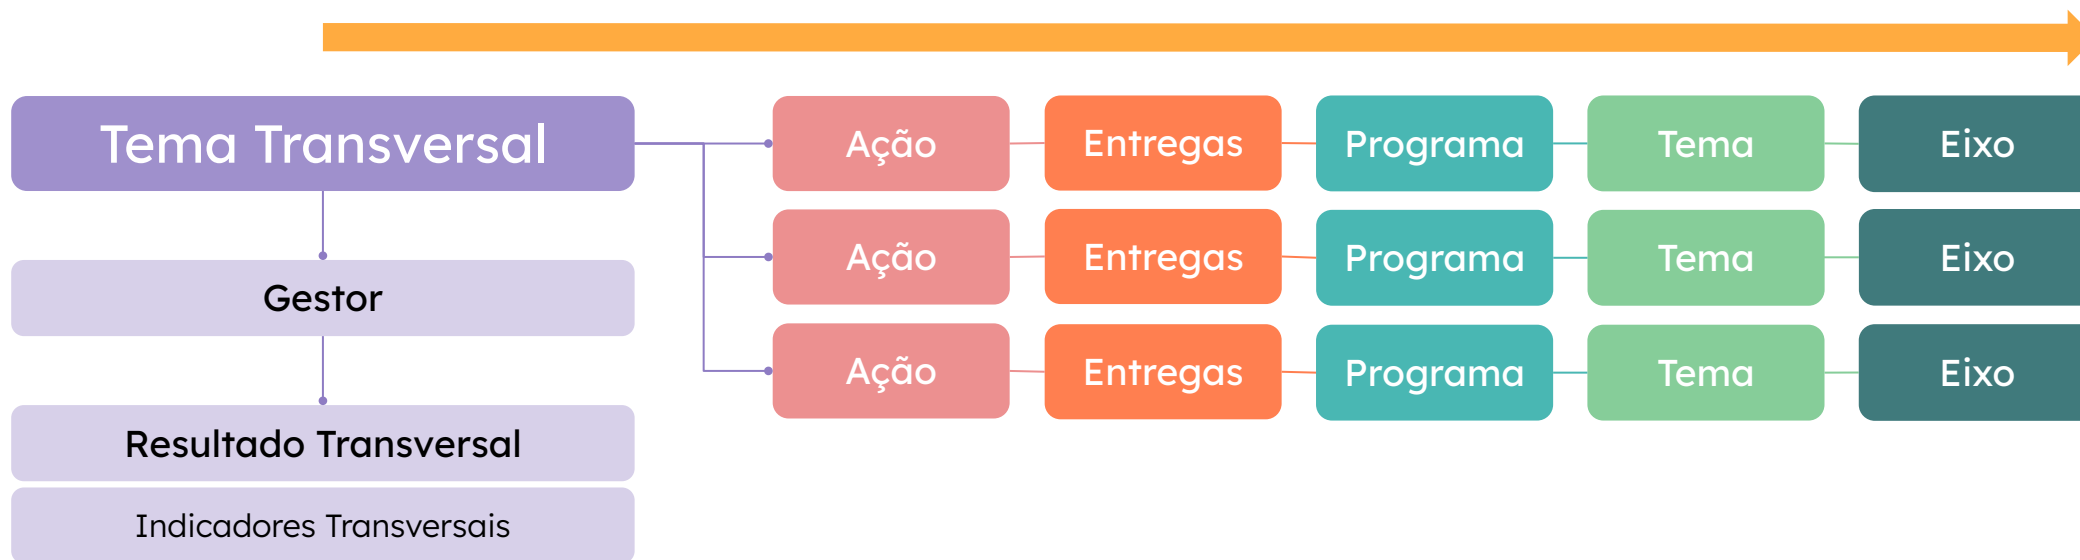 Tema Transversal
Ação
Entregas
Programa
Tema
Eixo
Gestor
Ação
Entregas
Programa
Tema
Eixo
Resultado Transversal
Ação
Entregas
Programa
Tema
Eixo
Indicadores Transversais